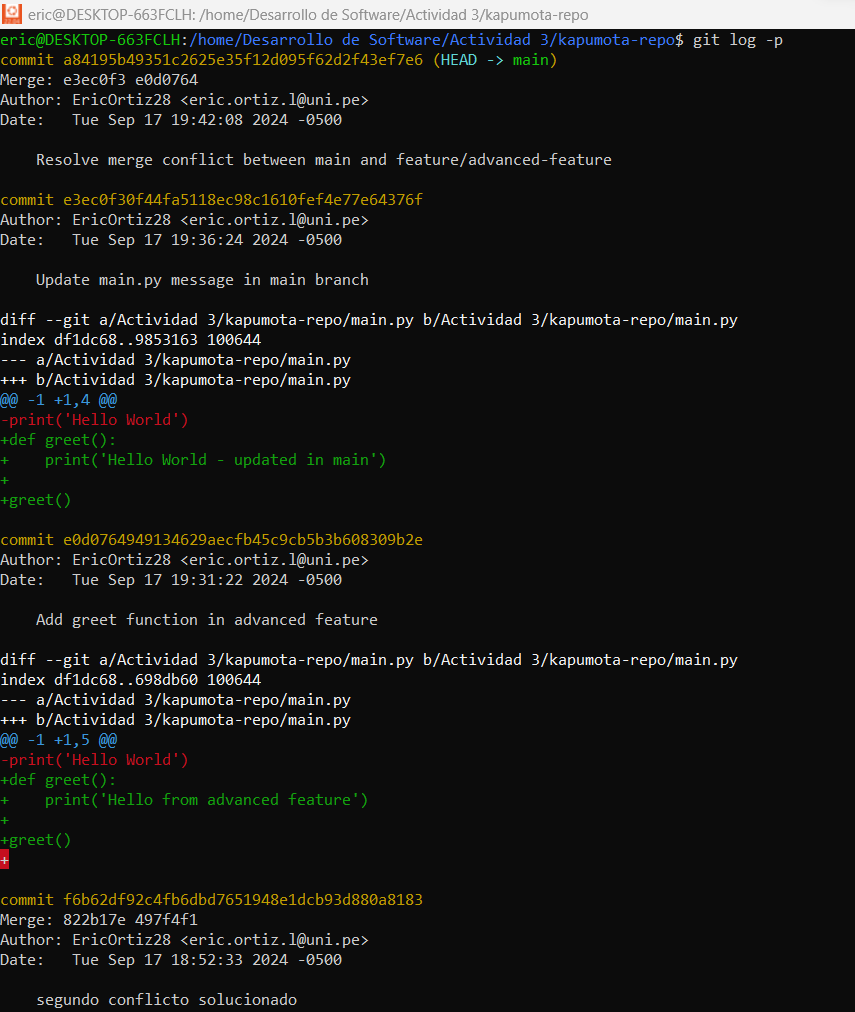 eric@DESKTOP-663FCLH: /home/Desarrollo de Software/Actividad 3/kapumota-repo
eric@DESKTOP-663FCLH:/home/Desarrollo de Software/Actividad 3/kapumota-repo$ git log -p
commit a84195b49351c2625e35f12d095f62d2f43ef7e6 (HEAD -> main)
Merge: e3ec0f3 e0d0764
Author: EricOrtiz28 <eric.ortiz.l@uni.pe>
Date:   Tue Sep 17 19:42:08 2024 -0500
    Resolve merge conflict between main and feature/advanced-feature
commit e3ec0f30f44fa5118ec98c1610fef4e77e64376f
Author: EricOrtiz28 <eric.ortiz.l@uni.pe>
Date:   Tue Sep 17 19:36:24 2024 -0500
    Update main.py message in main branch
diff --git a/Actividad 3/kapumota-repo/main.py b/Actividad 3/kapumota-repo/main.py
index df1dc68..9853163 100644
--- a/Actividad 3/kapumota-repo/main.py
+++ b/Actividad 3/kapumota-repo/main.py
@@ -1 +1,4 @@
-print('Hello World')
+def greet():
+    print('Hello World - updated in main')
+
+greet()
commit e0d0764949134629aecfb45c9cb5b3b608309b2e
Author: EricOrtiz28 <eric.ortiz.l@uni.pe>
Date:   Tue Sep 17 19:31:22 2024 -0500
    Add greet function in advanced feature
diff --git a/Actividad 3/kapumota-repo/main.py b/Actividad 3/kapumota-repo/main.py
index df1dc68..698db60 100644
--- a/Actividad 3/kapumota-repo/main.py
+++ b/Actividad 3/kapumota-repo/main.py
@@ -1 +1,5 @@
-print('Hello World')
+def greet():
+    print('Hello from advanced feature')
+
+greet()
+
commit f6b62df92c4fb6dbd7651948e1dcb93d880a8183
Merge: 822b17e 497f4f1
Author: EricOrtiz28 <eric.ortiz.l@uni.pe>
Date:   Tue Sep 17 18:52:33 2024 -0500
    segundo conflicto solucionado